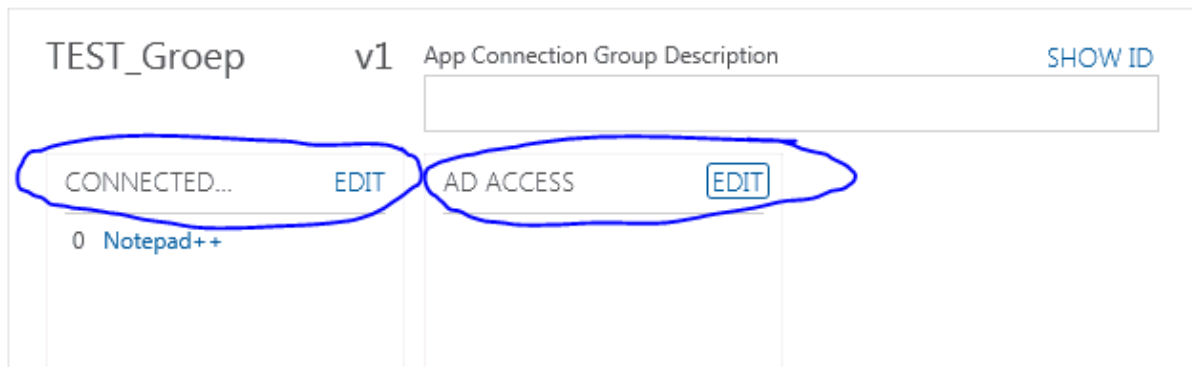 TEST_Groep v1 App Connection Group Description SHOW ID
CONNECTED... EDIT AD ACCESS EDIT
0 Notepad++